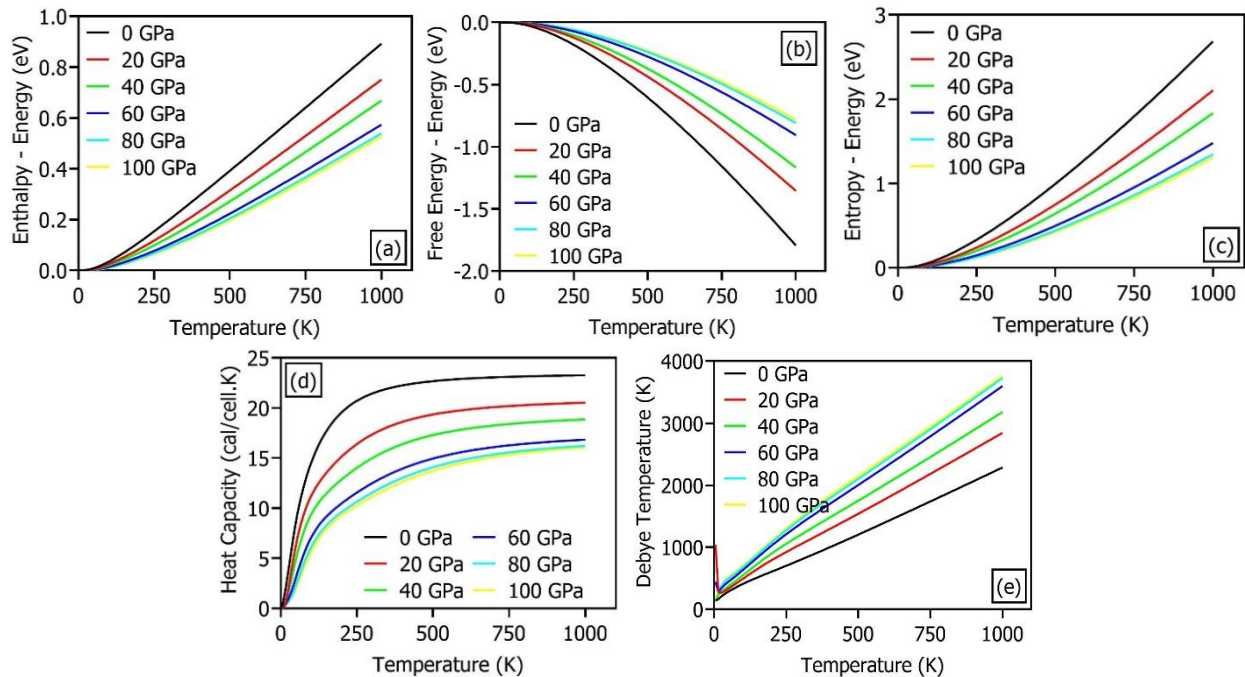 1.0
0.8
0.6
0.4
0.2
0.0
Enthalpy - Energy (eV)
0 GPa
20 GPa
40 GPa
60 GPa
80 GPa
100 GPa
(a)
0 250 500 750 1000
Temperature (K)
0.0
-0.5
-1.0
-1.5
-2.0
Free Energy - Energy (eV)
(b)
0 GPa
20 GPa
40 GPa
60 GPa
80 GPa
100 GPa
0 250 500 750 1000
Temperature (K)
3
2
1
0
Entropy - Energy (eV)
0 GPa
20 GPa
40 GPa
60 GPa
80 GPa
100 GPa
(c)
0 250 500 750 1000
Temperature (K)
25
20
15
10
5
0
Heat Capacity (cal/cell.K)
(d)
0 GPa 60 GPa
20 GPa 80 GPa
40 GPa 100 GPa
0 250 500 750 1000
Temperature (K)
4000
3000
2000
1000
0
Debye Temperature (K)
0 GPa
20 GPa
40 GPa
60 GPa
80 GPa
100 GPa
(e)
0 250 500 750 1000
Temperature (K)